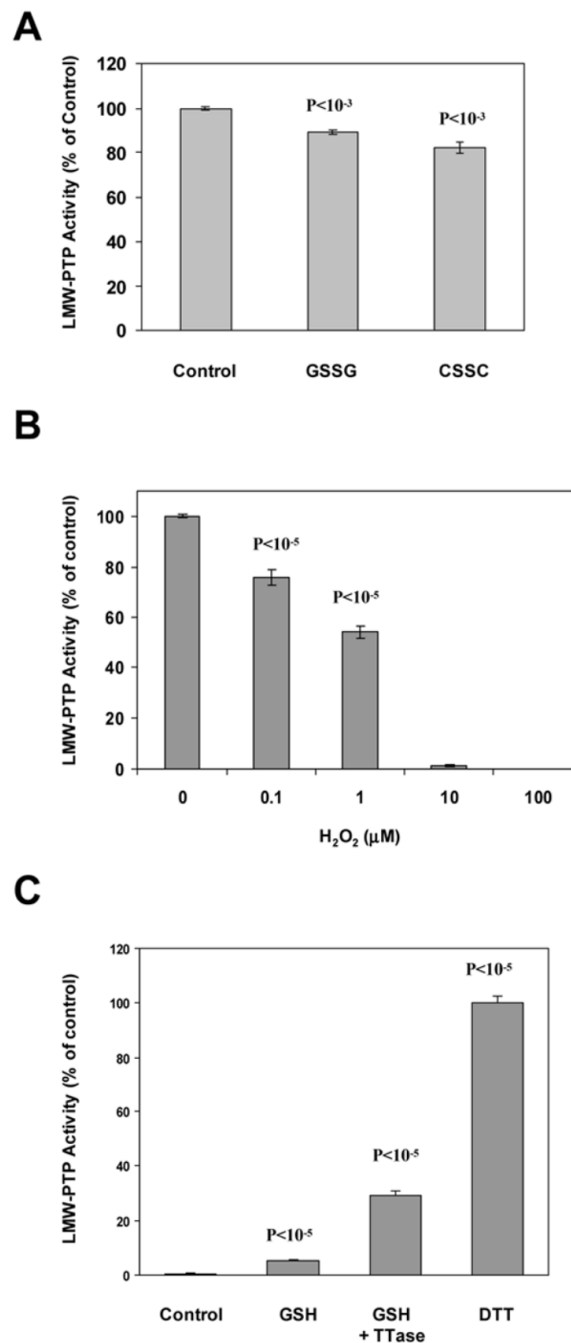 A
LMW-PTP Activity (% of Control)
120
100
80
60
40
20
0
P<10⁻³
P<10⁻³
Control GSSG CSSC
B
LMW-PTP Activity (% of control)
100
80
60
40
20
0
P<10⁻⁵
P<10⁻⁵
0 0.1 1 10 100
H₂O₂ (µM)
C
LMW-PTP Activity (% of control)
120
100
80
60
40
20
0
P<10⁻⁵
P<10⁻⁵
P<10⁻⁵
Control GSH GSH DTT
+ TTase